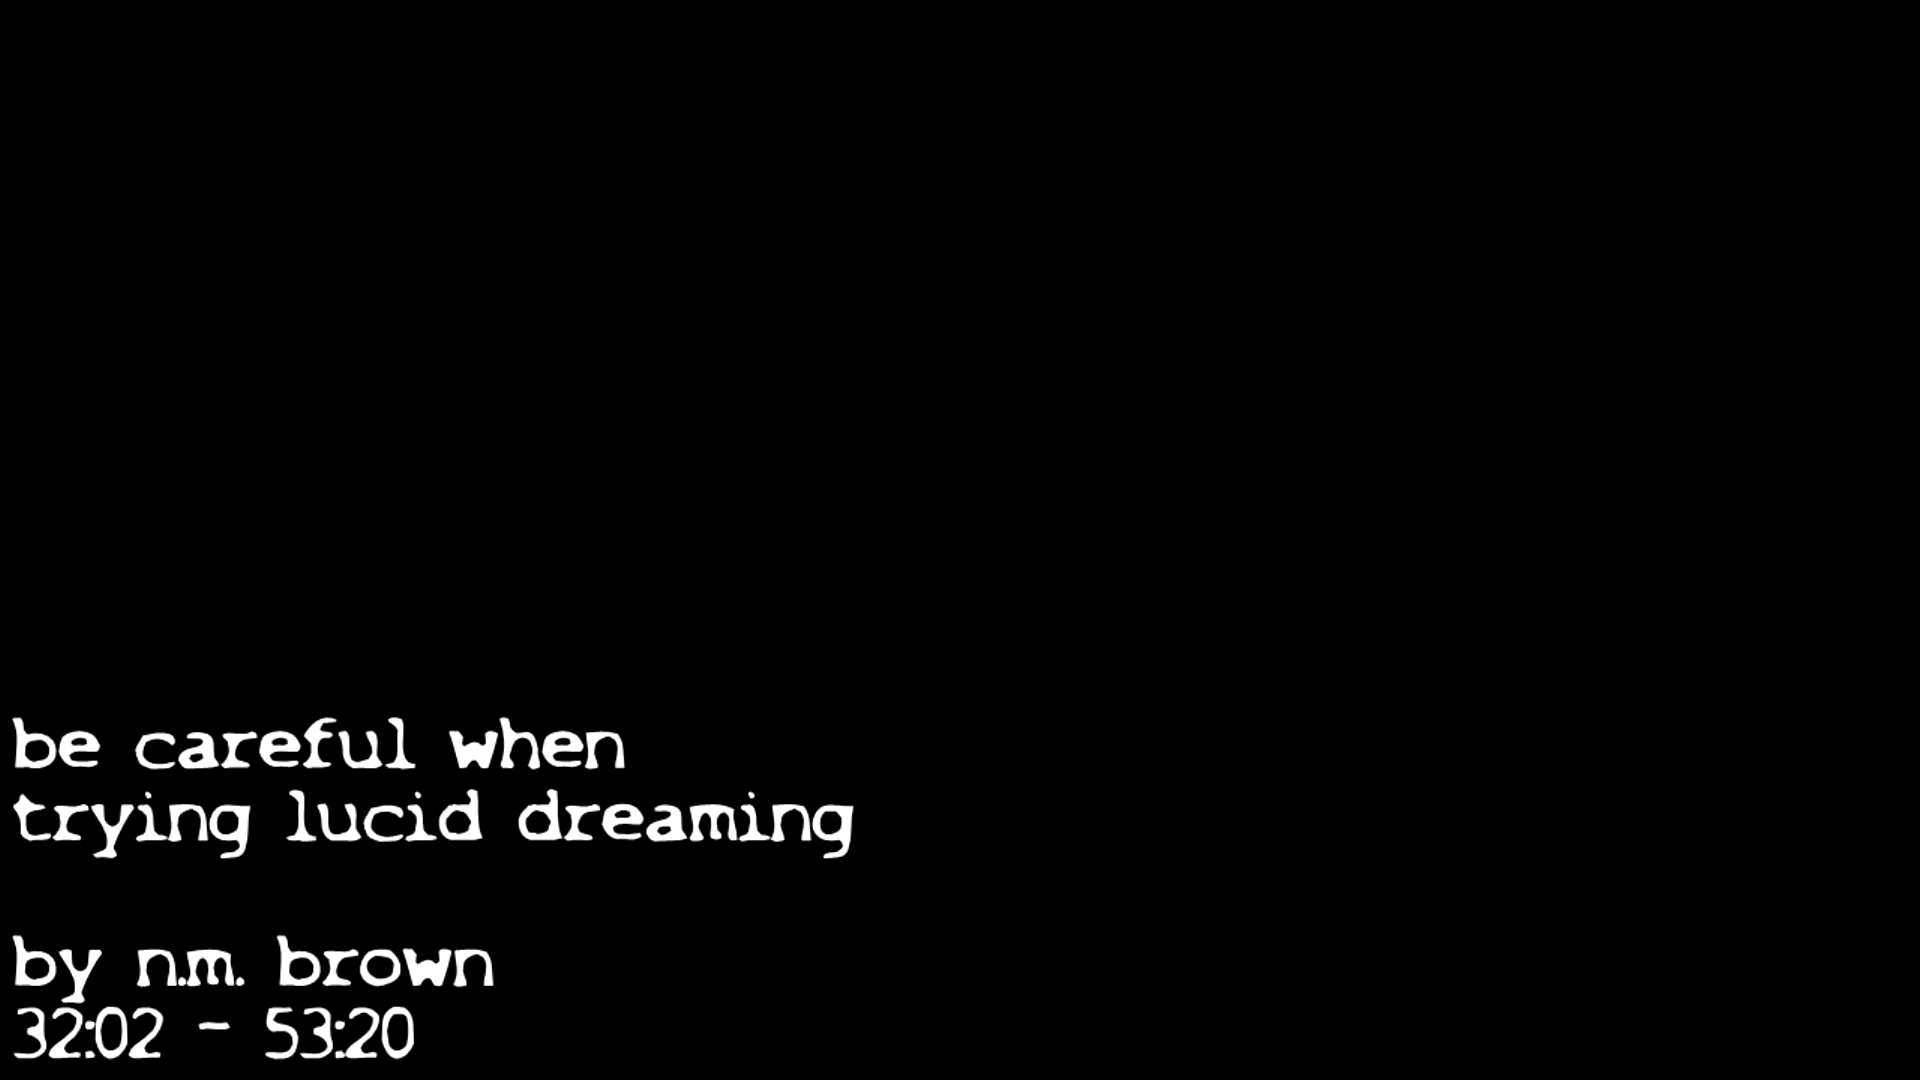 be careful when
trying lucid dreaming
by n.m. brown
32:02 - 53:20